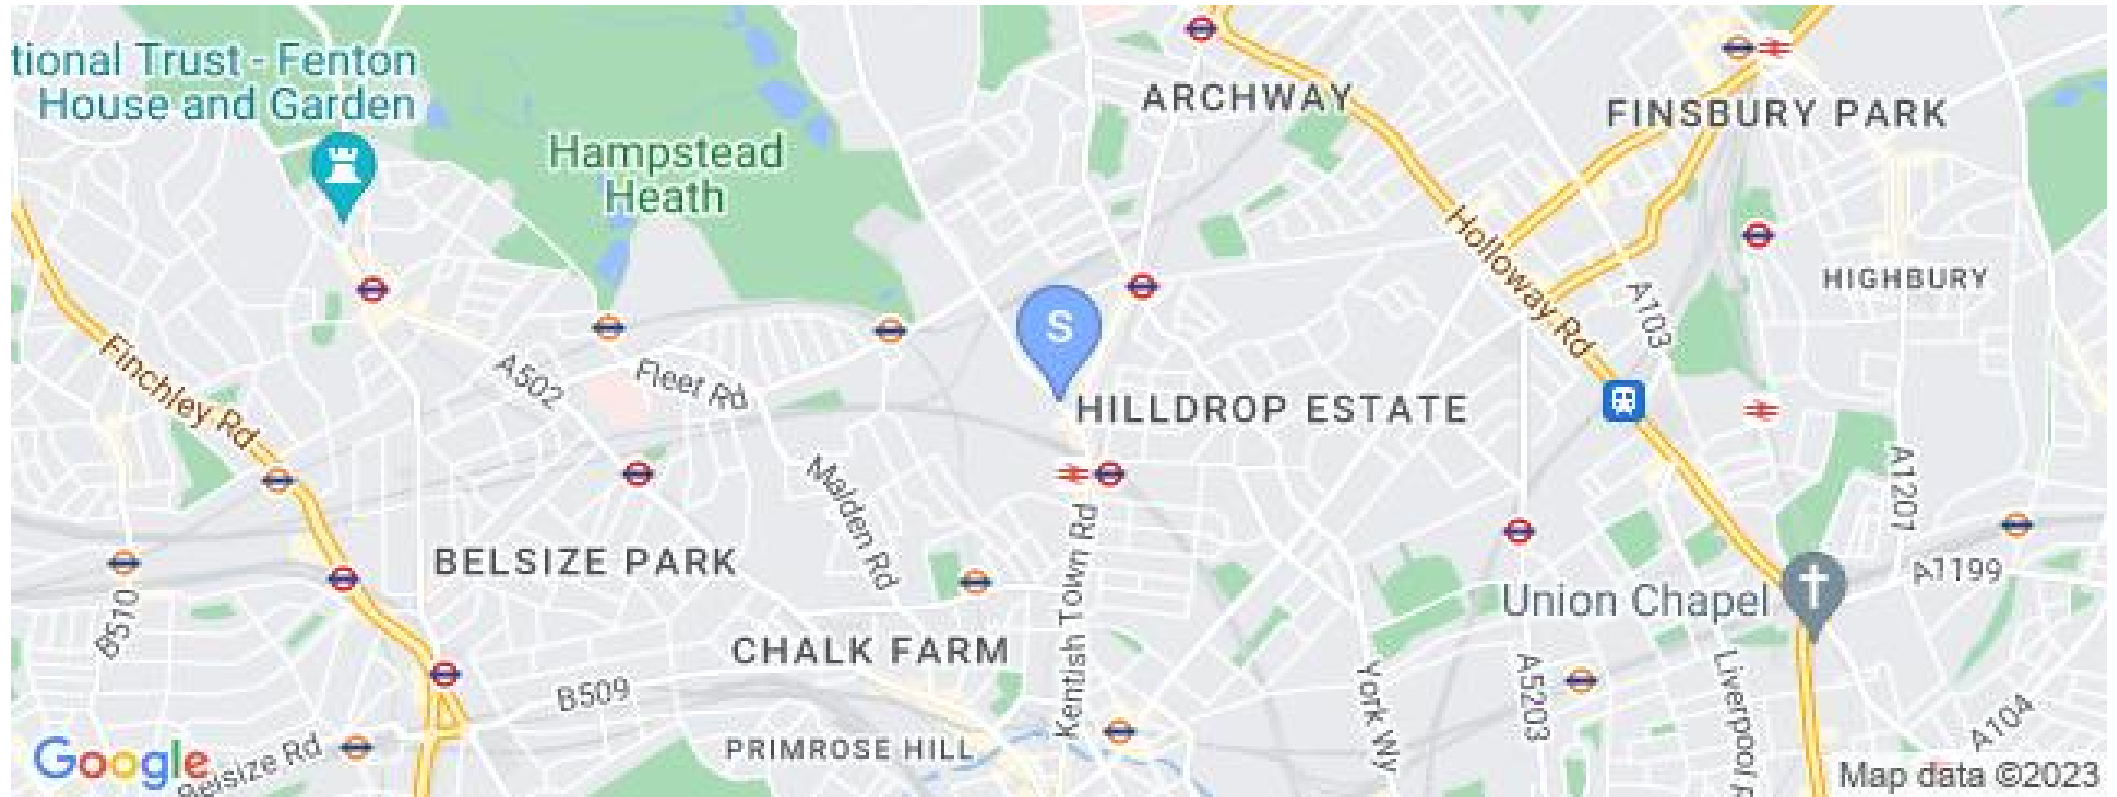 tional Trust - Fenton
House and Garden
ARCHWAY
FINSBURY PARK
Hampstead
Heath
Holloway Rd
HIGHBURY
A103
S
Finchley Rd
A502
Fleet Rd
HILLDROP ESTATE
A1201
Malden Rd
BELSIZE PARK
Kentish Town Rd
A1199
Union Chapel
B510
CHALK FARM
B509
York Wy
A5203
Liverpool R
A104
PRIMROSE HILL
Google
Belsize Rd
Map data ©2023